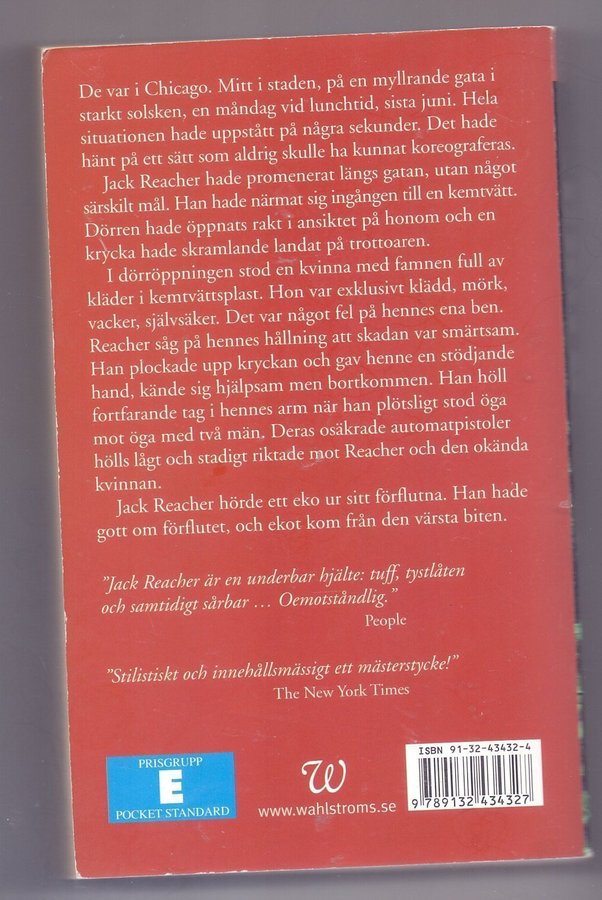 De var i Chicago. Mitt i staden, på en myllrande gata i
starkt solsken, en måndag vid lunchtid, sista juni. Hela
situationen hade uppstått på några sekunder. Det hade
hänt på ett sätt som aldrig skulle ha kunnat koreograferas.
Jack Reacher hade promenerat längs gatan, utan något
särskilt mål. Han hade närmat sig ingången till en kemtvätt.
Dörren hade öppnats rakt i ansiktet på honom och en
krycka hade skramlande landat på trottoaren.
I dörröppningen stod en kvinna med famnen full av
kläder i kemtvättsplast. Hon var exklusivt klädd, mörk,
vacker, självsäker. Det var något fel på hennes ena ben.
Reacher såg på hennes hållning att skadan var smärtsam.
Han plockade upp kryckan och gav henne en stödjande
hand, kände sig hjälpsam men bortkommen. Han höll
fortfarande tag i hennes arm när han plötsligt stod öga
mot öga med två män. Deras osäkrade automatpistoler
hölls lågt och stadigt riktade mot Reacher och den okända
kvinnan.
Jack Reacher hörde ett eko ur sitt förflutna. Han hade
gott om förflutet, och ekot kom från den värsta biten.
”Jack Reacher är en underbar hjälte: tuff, tystlåten
och samtidigt sårbar … Oemotståndlig.”
People
”Stilistiskt och innehållsmässigt ett mästerstycke!”
The New York Times
PRISGRUPP
E
POCKET STANDARD
W
www.wahlstroms.se
ISBN 91-32-43432-4
9 789132 434327